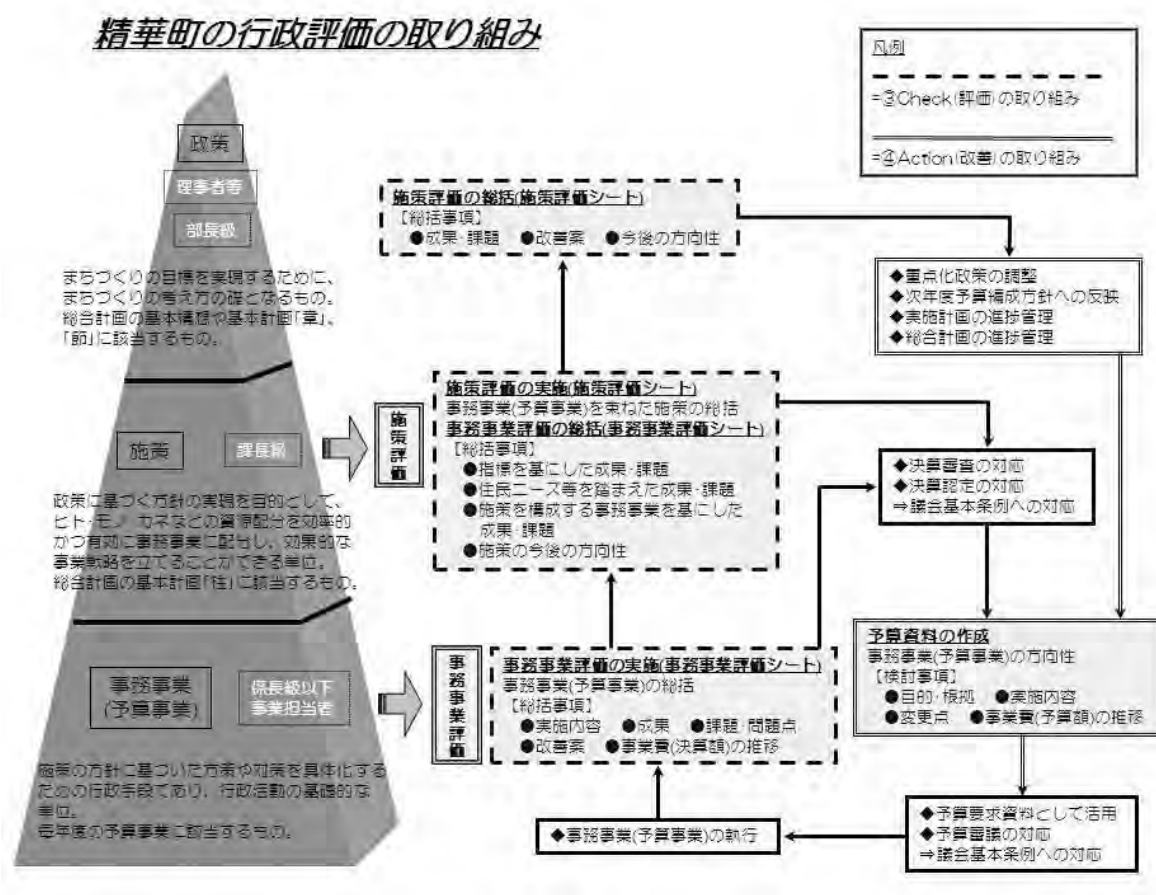 精華町の行政評価の取り組み
凡例
=③Check(評価)の取り組み
=④Action(改善)の取り組み
政策
理事者等
部長級
まちづくりの目標を実現するために、
まちづくりの考え方の礎となるもの。
総合計画の基本構想や基本計画「章」、
「節」に該当するもの。
施策
課長級
政策に基づく方針の実現を目的として、
ヒト・モノ・カネなどの資源配分を効率的
かつ有効に事務事業に配分し、効果的な
事業戦略を立てることができる単位。
総合計画の基本計画「柱」に該当するもの。
事務事業
(予算事業)
係長級以下
事業担当者
施策の方針に基づいた方策や対策を具体化する
ための行政手段であり、行政活動の基礎的な
単位。
毎年度の予算事業に該当するもの。
施策評価
事務事業評価
施策評価の総括(施策評価シート)
【総括事項】
●成果・課題 ●改善案 ●今後の方向性
施策評価の実施(施策評価シート)
事務事業(予算事業)を束ねた施策の総括
事務事業評価の総括(事務事業評価シート)
【総括事項】
●指標を基にした成果・課題
●住民ニーズ等を踏まえた成果・課題
●施策を構成する事務事業を基にした
成果・課題
●施策の今後の方向性
事務事業評価の実施(事務事業評価シート)
事務事業(予算事業)の総括
【総括事項】
●実施内容 ●成果 ●課題・問題点
●改善案 ●事業費(決算額)の推移
◆事務事業(予算事業)の執行
◆重点化政策の調整
◆次年度予算編成方針への反映
◆実施計画の進捗管理
◆総合計画の進捗管理
◆決算審査の対応
◆決算認定の対応
⇒議会基本条例への対応
予算資料の作成
事務事業(予算事業)の方向性
【検討事項】
●目的・根拠 ●実施内容
●変更点 ●事業費(予算額)の推移
◆予算要求資料として活用
◆予算審議の対応
⇒議会基本条例への対応